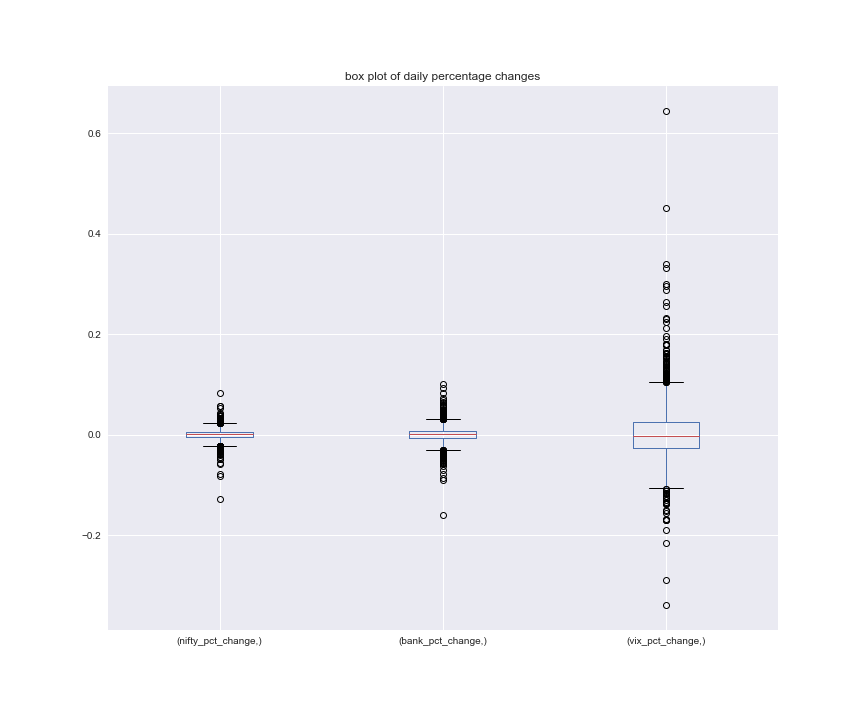 box plot of daily percentage changes
0.6
0.4
0.2
0.0
−0.2
(nifty_pct_change,) (bank_pct_change,) (vix_pct_change,)